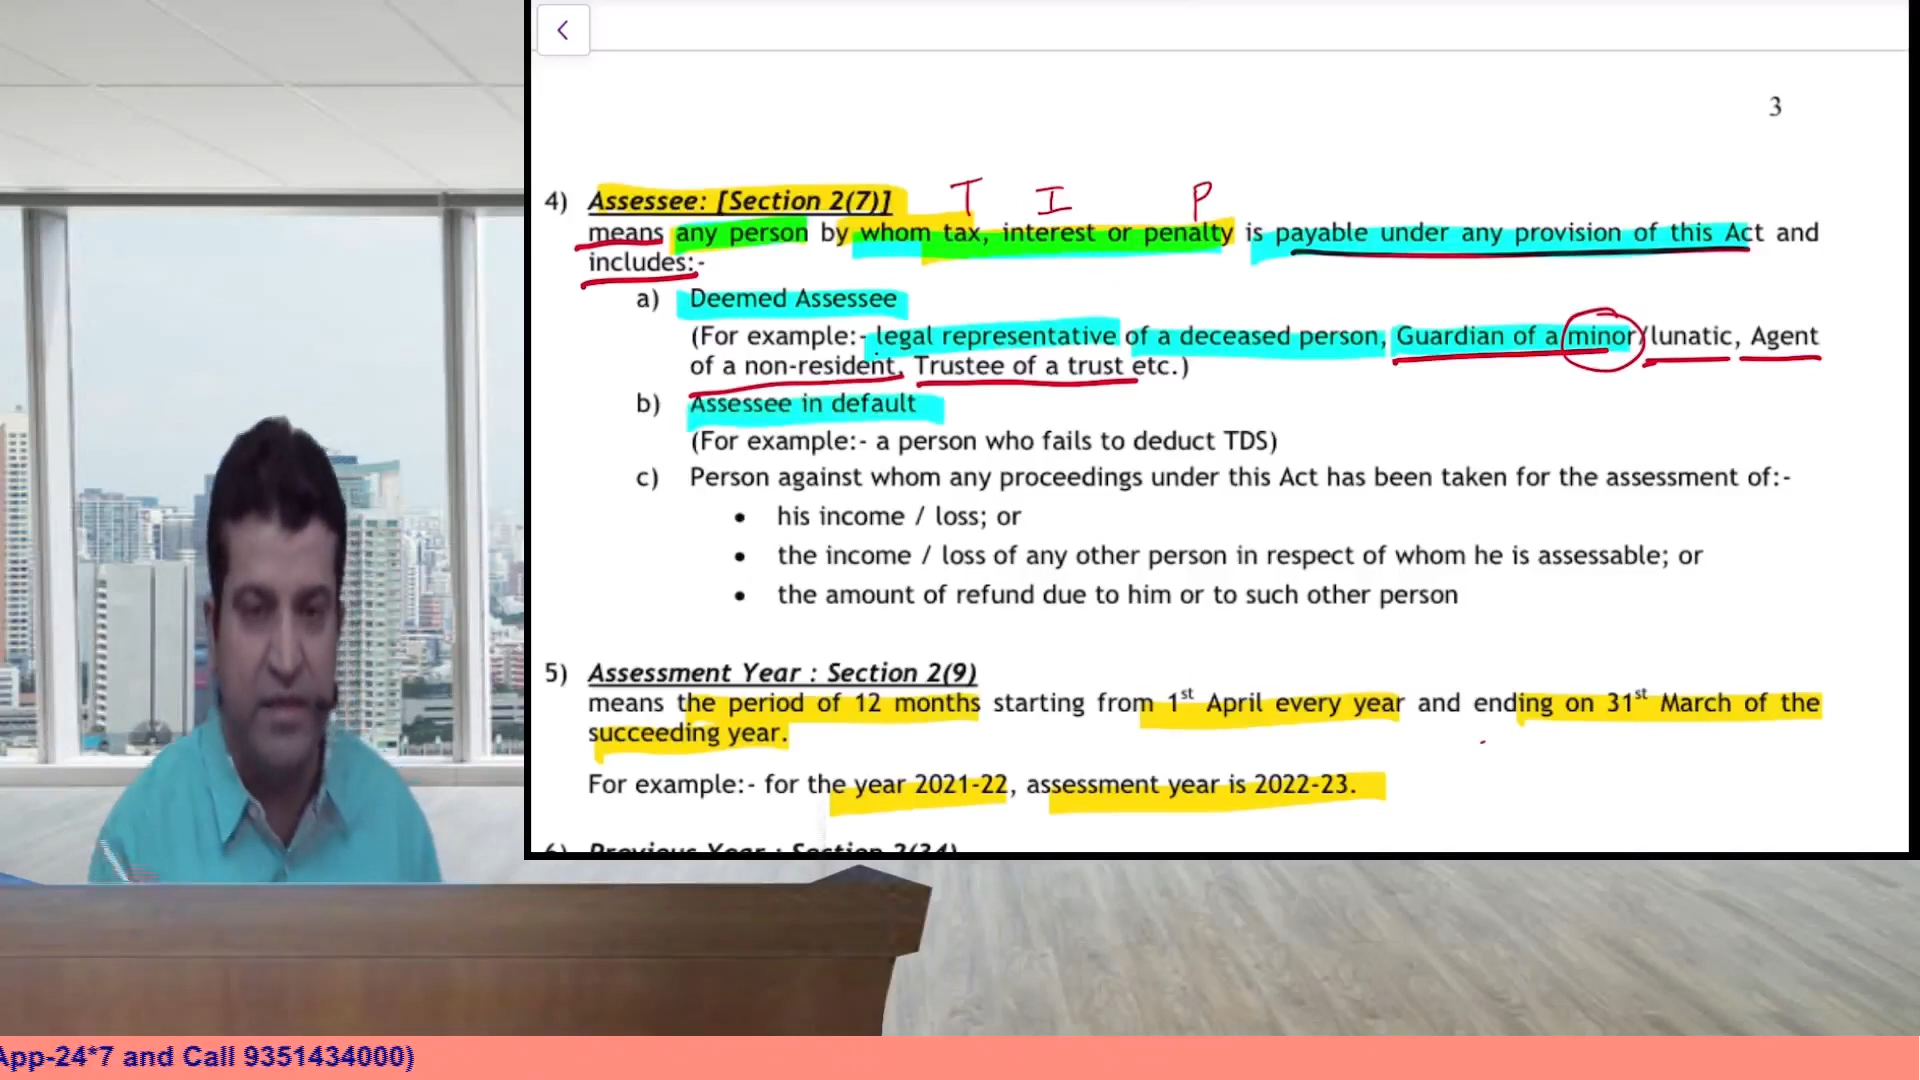 3
T I P
4) Assessee: [Section 2(7)]
means any person by whom tax, interest or penalty is payable under any provision of this Act and
includes:-
a) Deemed Assessee
(For example:- legal representative of a deceased person, Guardian of a minor/lunatic, Agent
of a non-resident, Trustee of a trust etc.)
b) Assessee in default
(For example:- a person who fails to deduct TDS)
c) Person against whom any proceedings under this Act has been taken for the assessment of:-
• his income / loss; or
• the income / loss of any other person in respect of whom he is assessable; or
• the amount of refund due to him or to such other person
5) Assessment Year : Section 2(9)
means the period of 12 months starting from 1st April every year and ending on 31st March of the
succeeding year.
For example:- for the year 2021-22, assessment year is 2022-23.
6) Previous Year : Section 2(34)
App-24*7 and Call 9351434000)